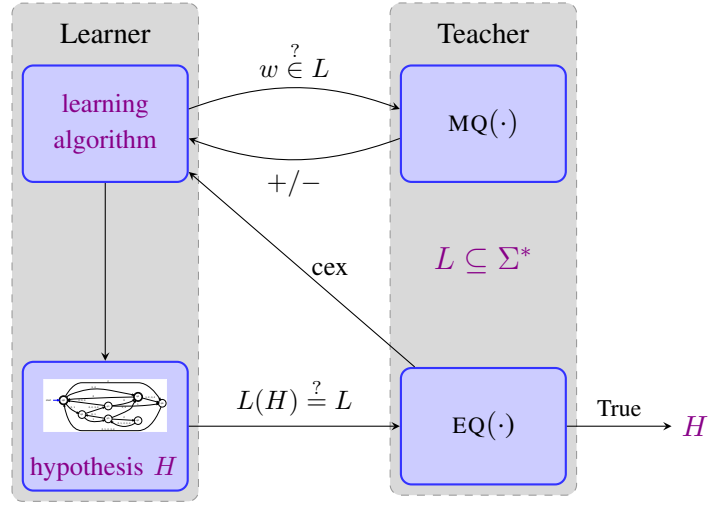 Learner
Teacher
learning
algorithm
w ∈? L
MQ(·)
+/−
cex
L ⊆ Σ*
L(H) =? L
EQ(·)
True
H
hypothesis H